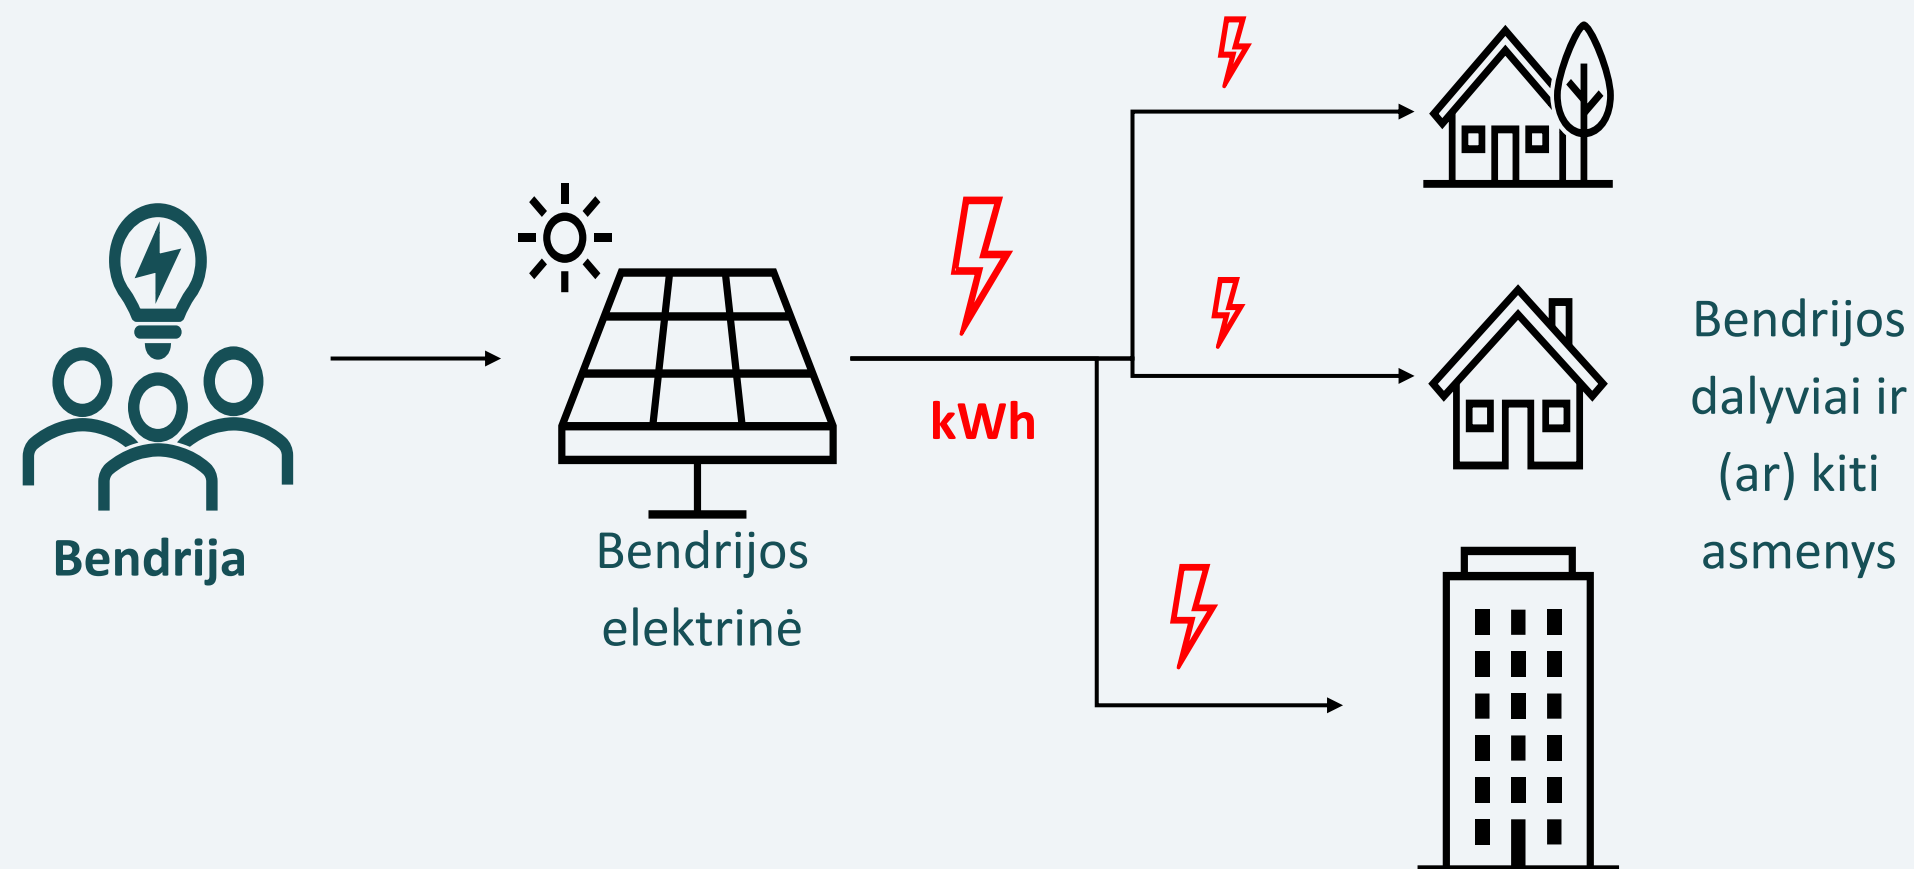 Bendrija
Bendrijos
elektrinė
kWh
Bendrijos
dalyviai ir
(ar) kiti
asmenys